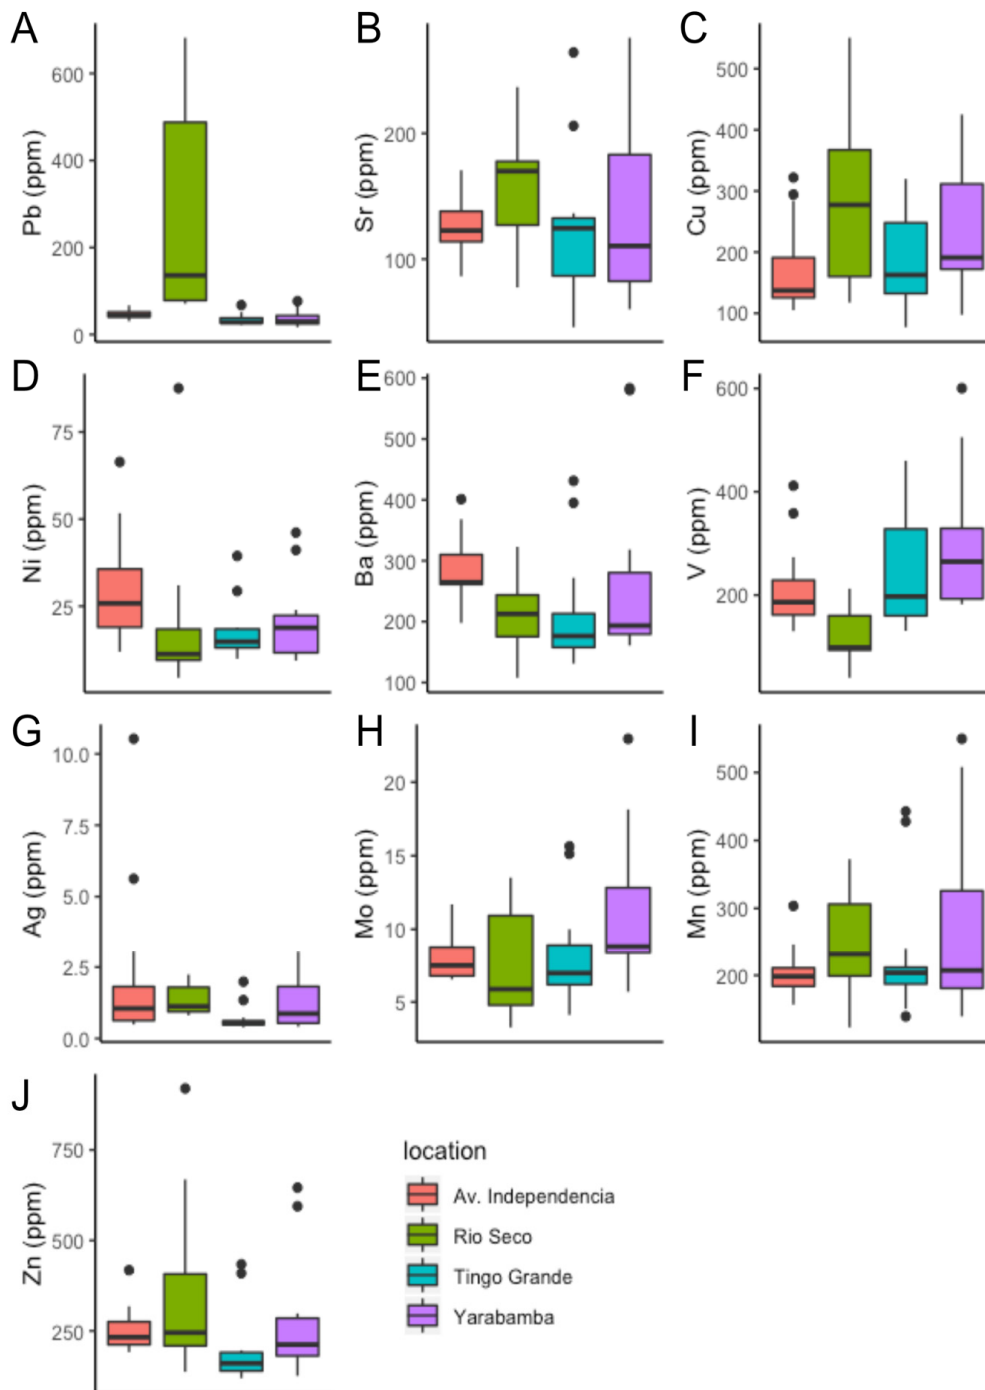 A
Pb (ppm)
600
400
200
0
B
Sr (ppm)
200
100
C
Cu (ppm)
500
400
300
200
100
D
Ni (ppm)
75
50
25
E
Ba (ppm)
600
500
400
300
200
100
F
V (ppm)
600
400
200
G
Ag (ppm)
10.0
7.5
5.0
2.5
0.0
H
Mo (ppm)
20
15
10
5
I
Mn (ppm)
500
400
300
200
J
Zn (ppm)
750
500
250
location
Av. Independencia
Rio Seco
Tingo Grande
Yarabamba